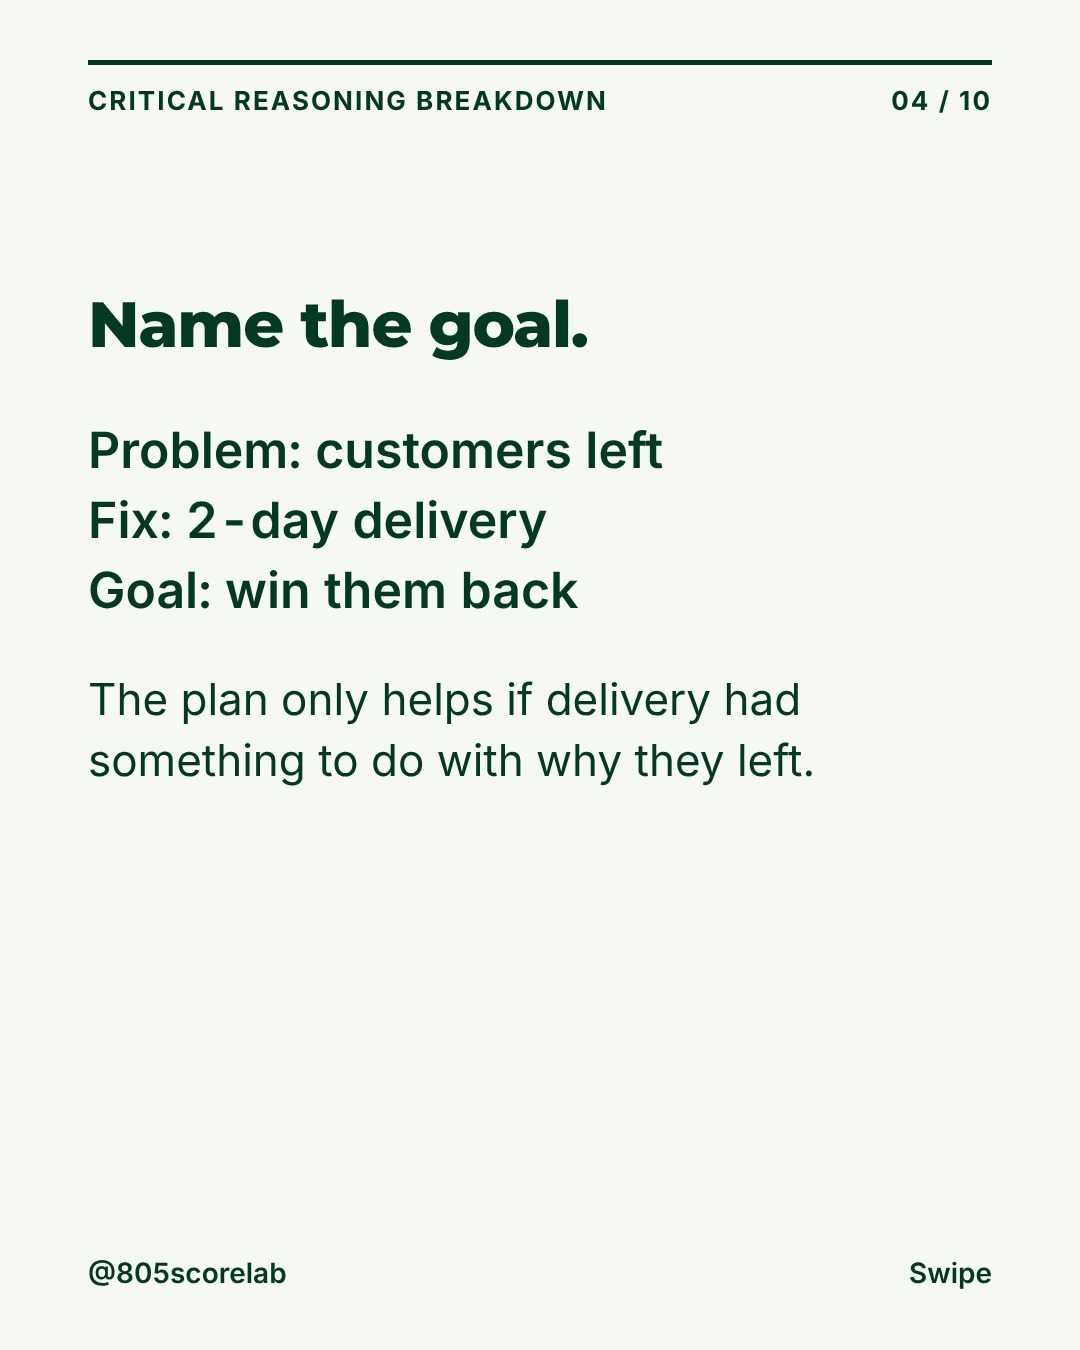 CRITICAL REASONING BREAKDOWN
04 / 10
Name the goal.
Problem: customers left
Fix: 2-day delivery
Goal: win them back
The plan only helps if delivery had
something to do with why they left.
@805scorelab
Swipe